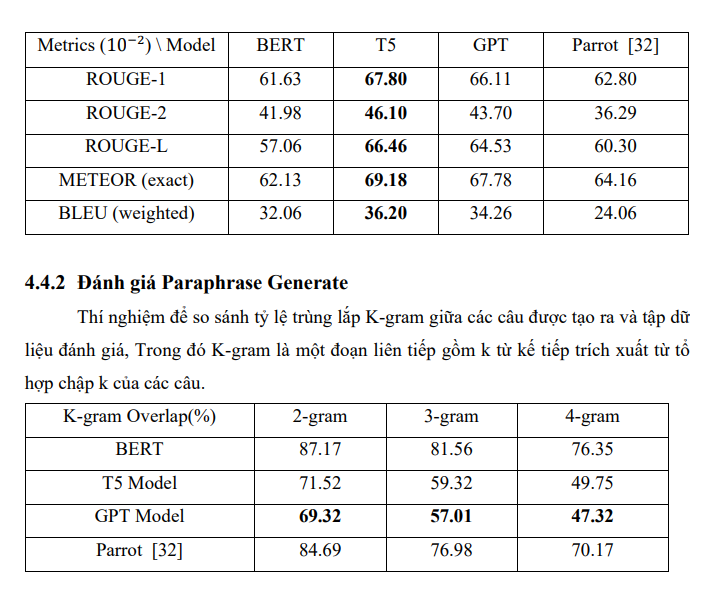 Metrics (10⁻²) \ Model BERT T5 GPT Parrot [32]
ROUGE-1 61.63 67.80 66.11 62.80
ROUGE-2 41.98 46.10 43.70 36.29
ROUGE-L 57.06 66.46 64.53 60.30
METEOR (exact) 62.13 69.18 67.78 64.16
BLEU (weighted) 32.06 36.20 34.26 24.06
4.4.2 Đánh giá Paraphrase Generate
Thí nghiệm để so sánh tỷ lệ trùng lắp K-gram giữa các câu được tạo ra và tập dữ
liệu đánh giá, Trong đó K-gram là một đoạn liên tiếp gồm k từ kế tiếp trích xuất từ tổ
hợp chập k của các câu.
K-gram Overlap(%) 2-gram 3-gram 4-gram
BERT 87.17 81.56 76.35
T5 Model 71.52 59.32 49.75
GPT Model 69.32 57.01 47.32
Parrot [32] 84.69 76.98 70.17